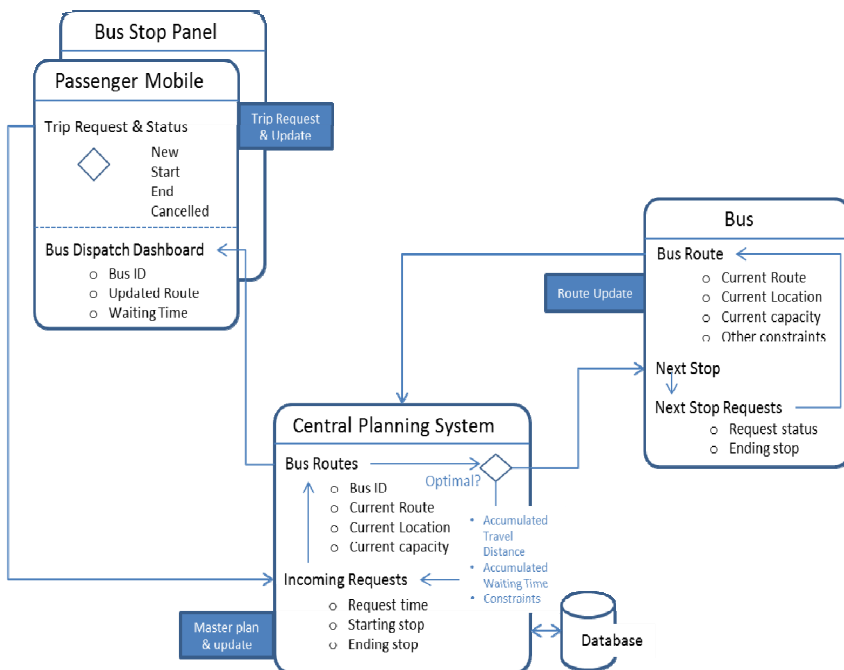 Bus Stop Panel
Passenger Mobile
Trip Request & Status
New
Start
End
Cancelled
Trip Request
& Update
Bus Dispatch Dashboard
o Bus ID
o Updated Route
o Waiting Time
Bus
Bus Route
o Current Route
o Current Location
o Current capacity
o Other constraints
Route Update
Next Stop
Next Stop Requests
o Request status
o Ending stop
Central Planning System
Bus Routes
Optimal?
o Bus ID
o Current Route
o Current Location
o Current capacity
• Accumulated
Travel
Distance
• Accumulated
Waiting Time
• Constraints
Incoming Requests
o Request time
o Starting stop
o Ending stop
Master plan
& update
Database